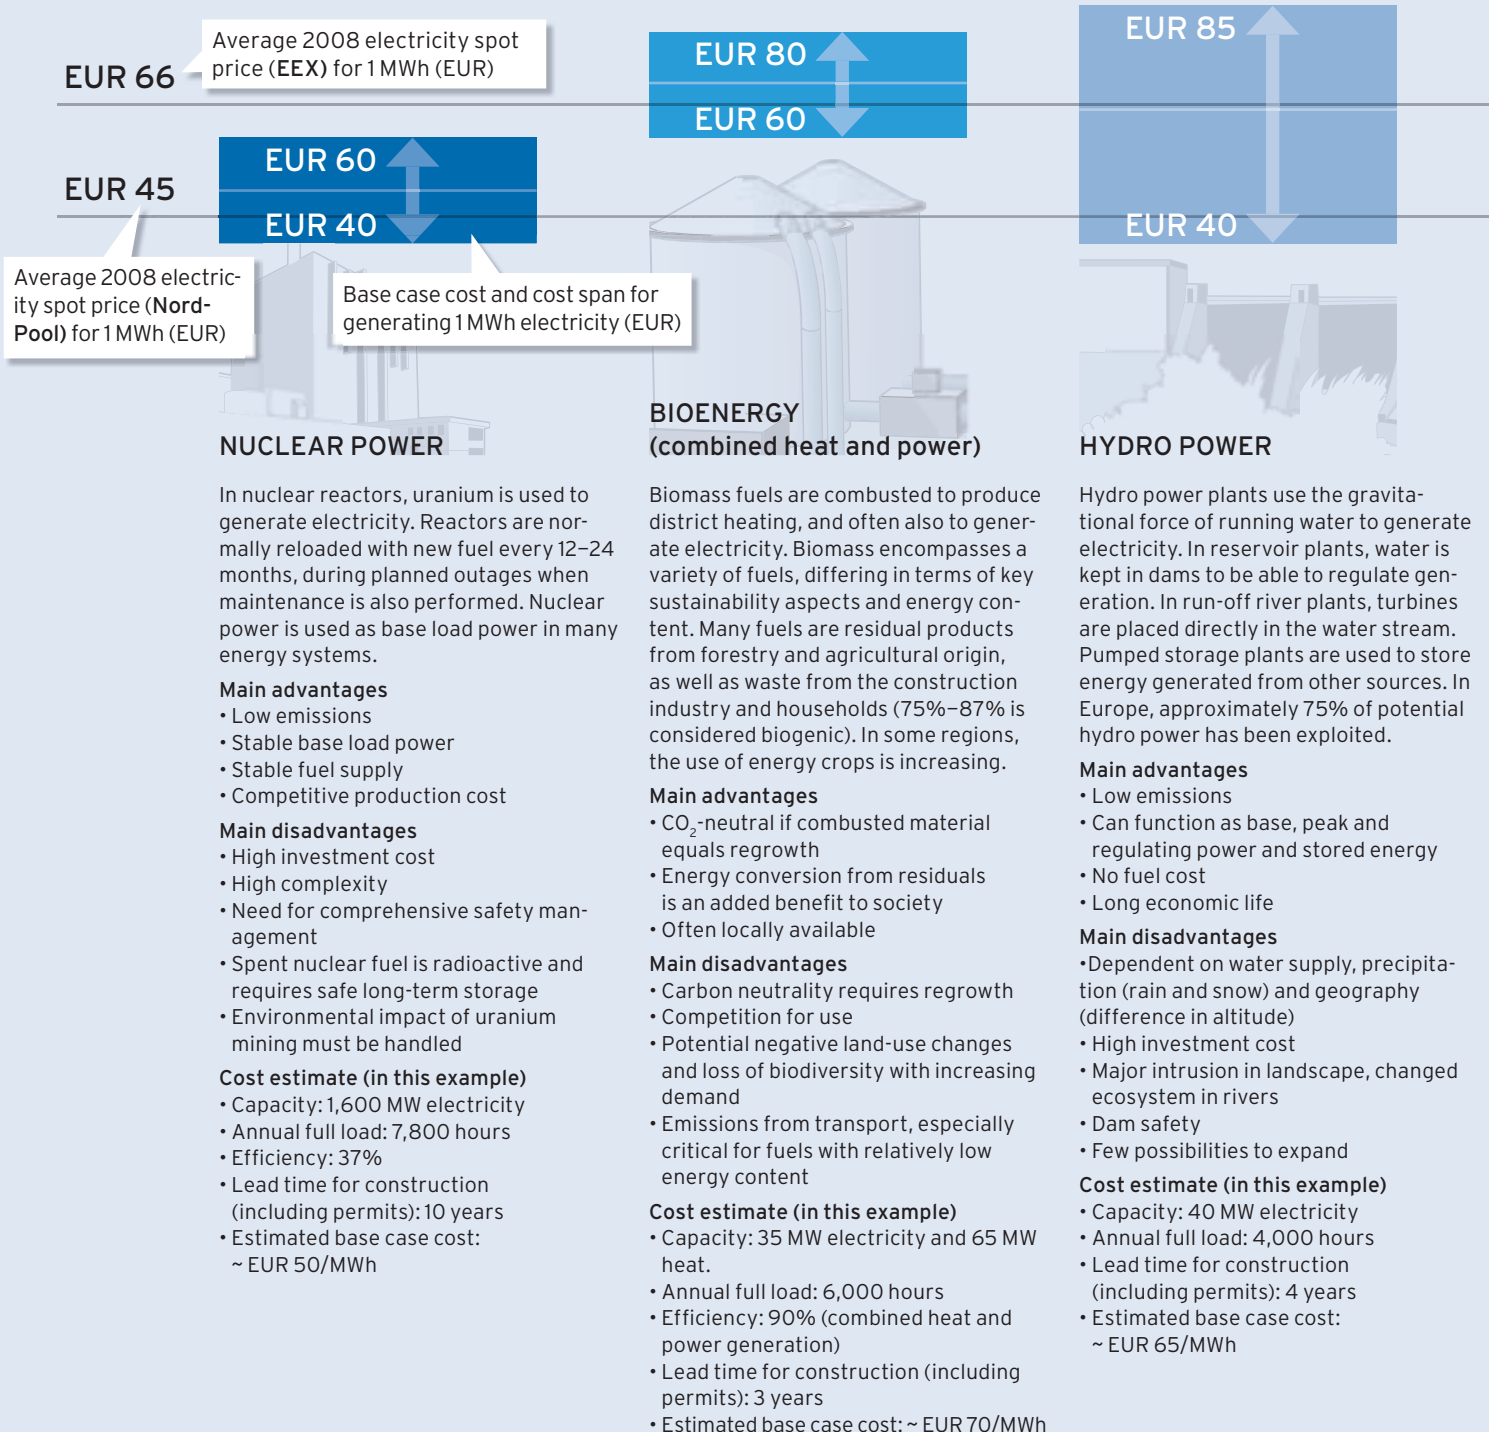 EUR 66
Average 2008 electricity spot
price (EEX) for 1 MWh (EUR)
EUR 45
Average 2008 electric-
ity spot price (Nord-
Pool) for 1 MWh (EUR)
EUR 60
EUR 40
Base case cost and cost span for
generating 1 MWh electricity (EUR)
EUR 80
EUR 60
EUR 85
EUR 40
NUCLEAR POWER
In nuclear reactors, uranium is used to
generate electricity. Reactors are nor-
mally reloaded with new fuel every 12–24
months, during planned outages when
maintenance is also performed. Nuclear
power is used as base load power in many
energy systems.
Main advantages
• Low emissions
• Stable base load power
• Stable fuel supply
• Competitive production cost
Main disadvantages
• High investment cost
• High complexity
• Need for comprehensive safety man-
agement
• Spent nuclear fuel is radioactive and
requires safe long-term storage
• Environmental impact of uranium
mining must be handled
Cost estimate (in this example)
• Capacity: 1,600 MW electricity
• Annual full load: 7,800 hours
• Efficiency: 37%
• Lead time for construction
(including permits): 10 years
• Estimated base case cost:
~ EUR 50/MWh
BIOENERGY
(combined heat and power)
Biomass fuels are combusted to produce
district heating, and often also to gener-
ate electricity. Biomass encompasses a
variety of fuels, differing in terms of key
sustainability aspects and energy con-
tent. Many fuels are residual products
from forestry and agricultural origin,
as well as waste from the construction
industry and households (75%–87% is
considered biogenic). In some regions,
the use of energy crops is increasing.
Main advantages
• CO₂-neutral if combusted material
equals regrowth
• Energy conversion from residuals
is an added benefit to society
• Often locally available
Main disadvantages
• Carbon neutrality requires regrowth
• Competition for use
• Potential negative land-use changes
and loss of biodiversity with increasing
demand
• Emissions from transport, especially
critical for fuels with relatively low
energy content
Cost estimate (in this example)
• Capacity: 35 MW electricity and 65 MW
heat.
• Annual full load: 6,000 hours
• Efficiency: 90% (combined heat and
power generation)
• Lead time for construction (including
permits): 3 years
• Estimated base case cost: ~ EUR 70/MWh
HYDRO POWER
Hydro power plants use the gravita-
tional force of running water to generate
electricity. In reservoir plants, water is
kept in dams to be able to regulate gen-
eration. In run-off river plants, turbines
are placed directly in the water stream.
Pumped storage plants are used to store
energy generated from other sources. In
Europe, approximately 75% of potential
hydro power has been exploited.
Main advantages
• Low emissions
• Can function as base, peak and
regulating power and stored energy
• No fuel cost
• Long economic life
Main disadvantages
•Dependent on water supply, precipita-
tion (rain and snow) and geography
(difference in altitude)
• High investment cost
• Major intrusion in landscape, changed
ecosystem in rivers
• Dam safety
• Few possibilities to expand
Cost estimate (in this example)
• Capacity: 40 MW electricity
• Annual full load: 4,000 hours
• Lead time for construction
(including permits): 4 years
• Estimated base case cost:
~ EUR 65/MWh